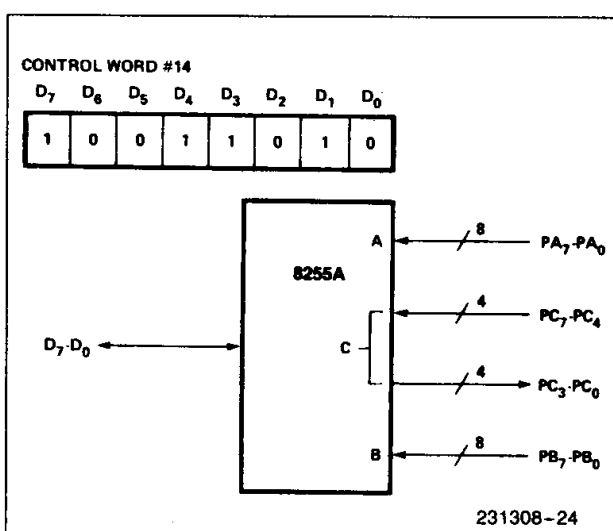 CONTROL WORD #14
D7 D6 D5 D4 D3 D2 D1 D0
1 0 0 1 1 0 1 0
8255A
A
8
PA7-PA0
4
PC7-PC4
D7-D0
C
4
PC3-PC0
B
8
PB7-PB0
231308-24